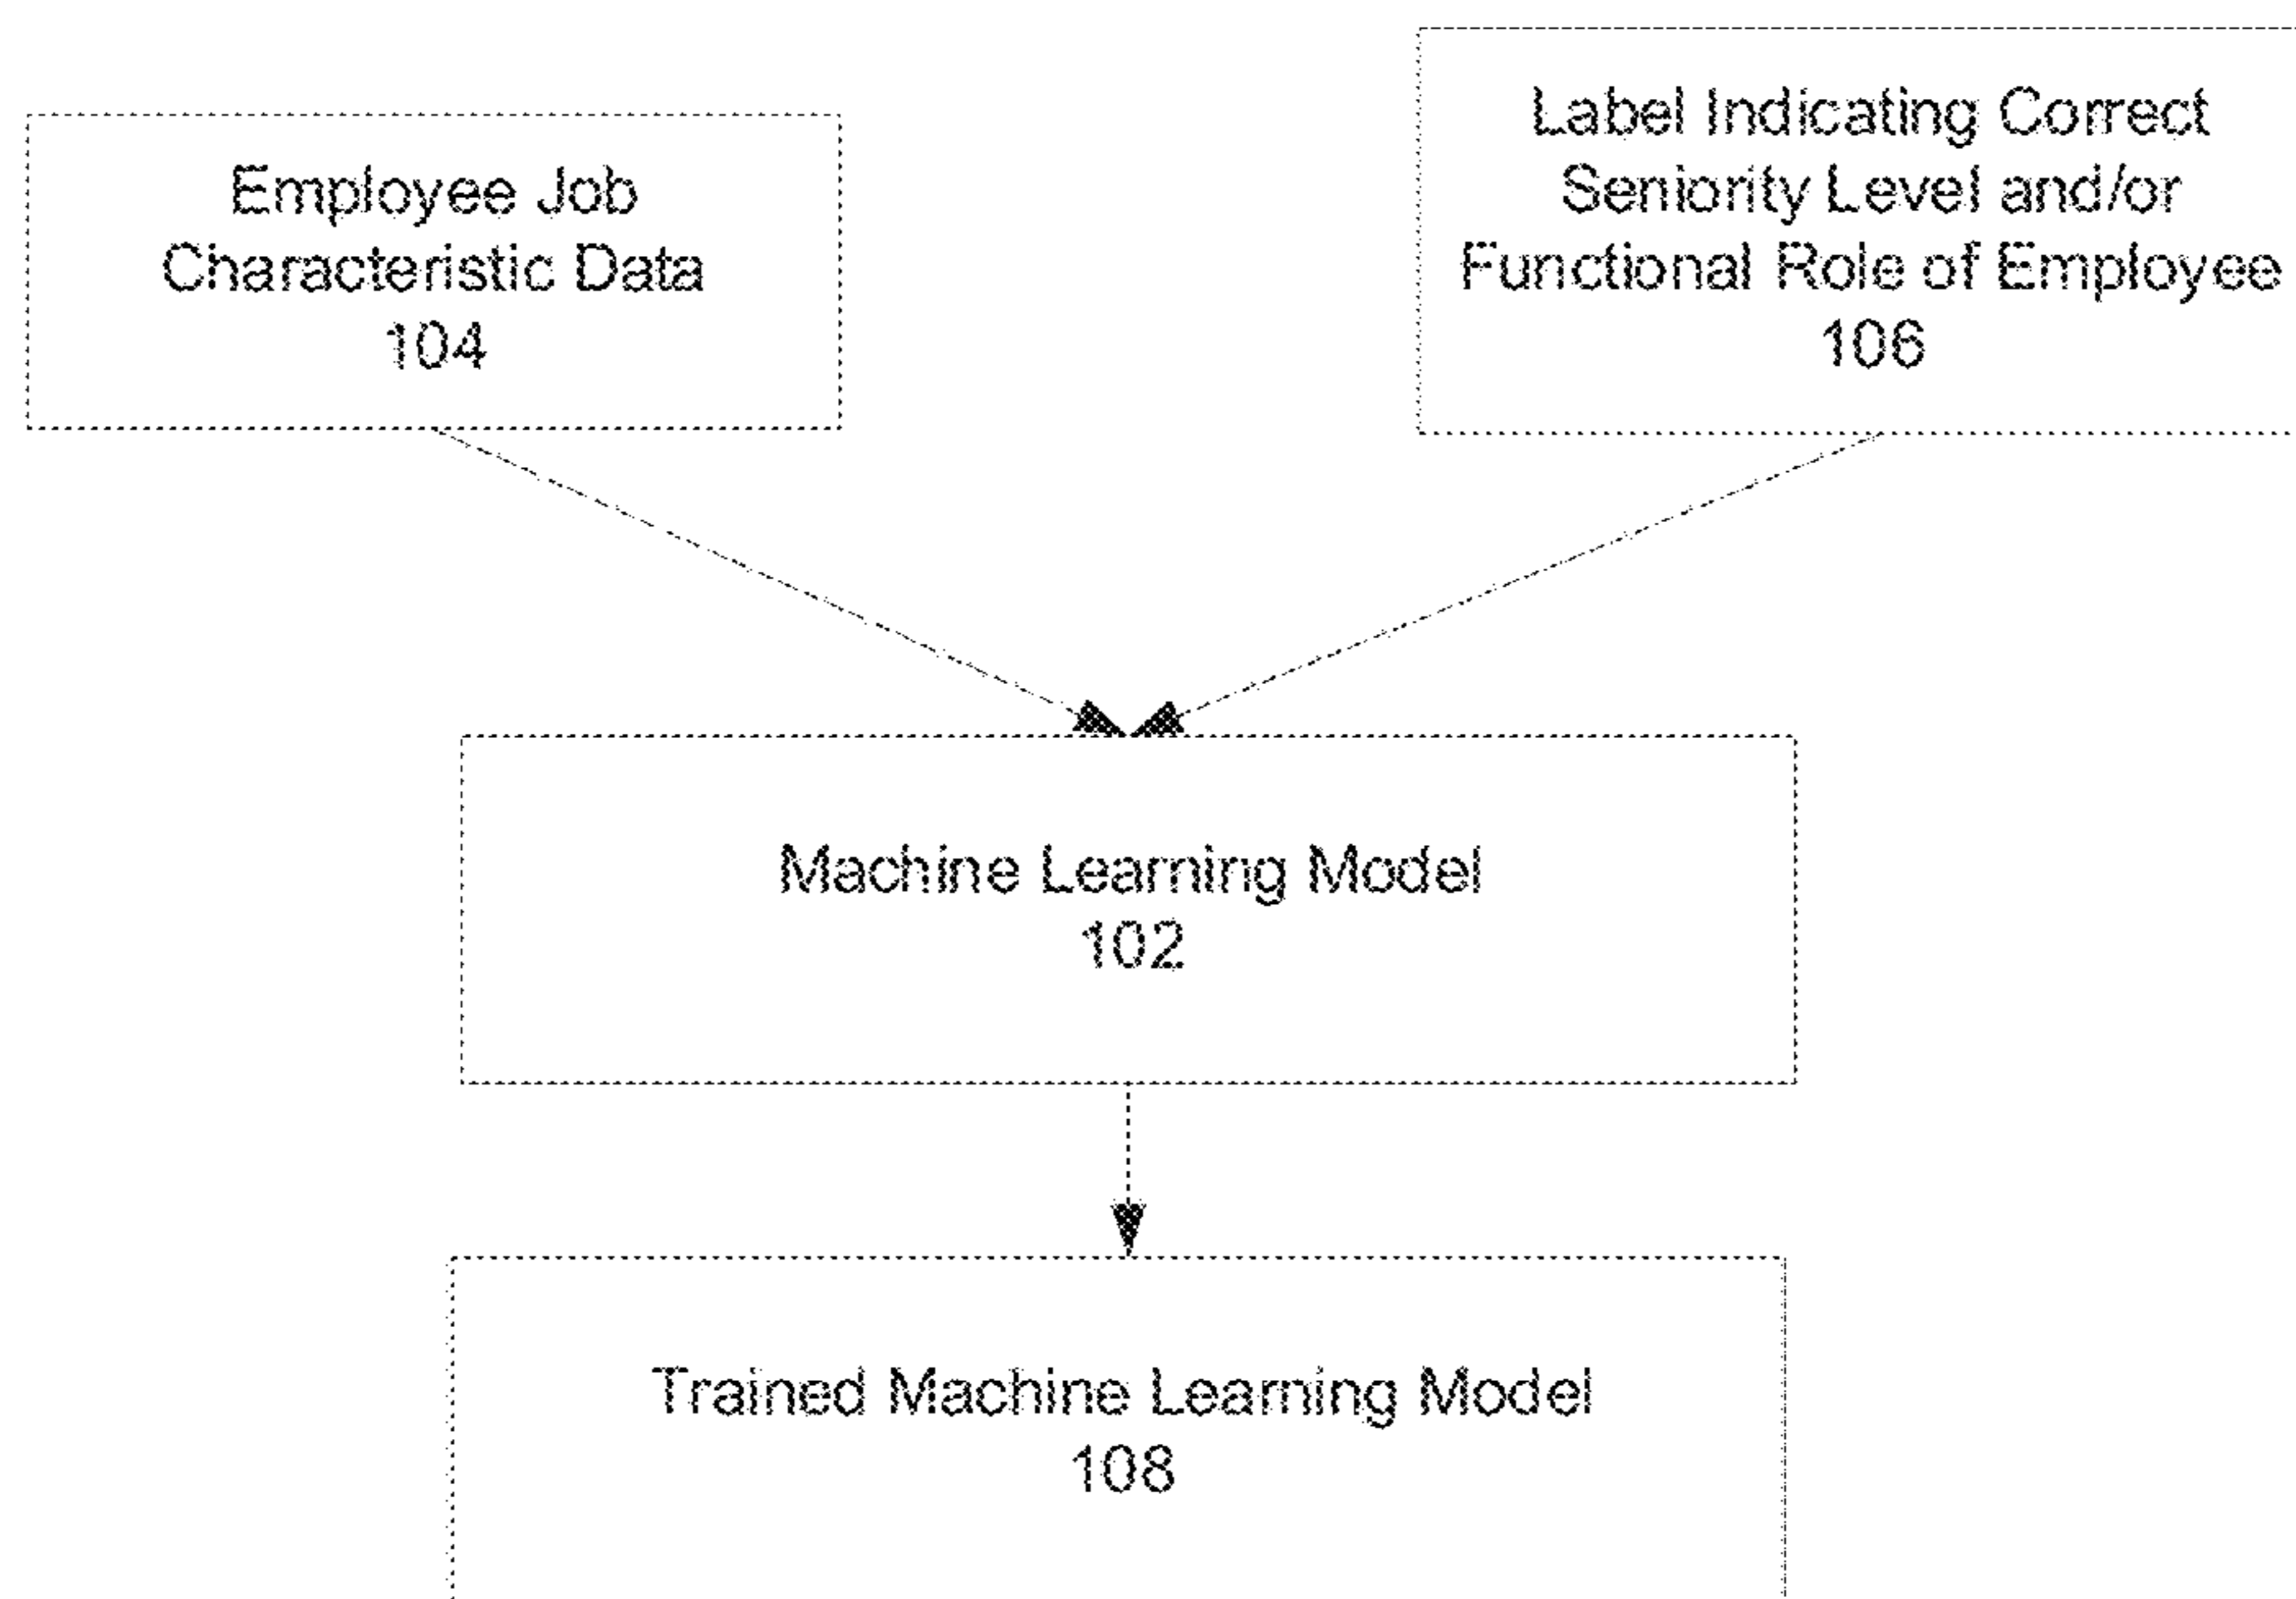 Employee Job
Characteristic Data
104
Label Indicating Correct
Seniority Level and/or
Functional Role of Employee
106
Machine Learning Model
102
Trained Machine Learning Model
108